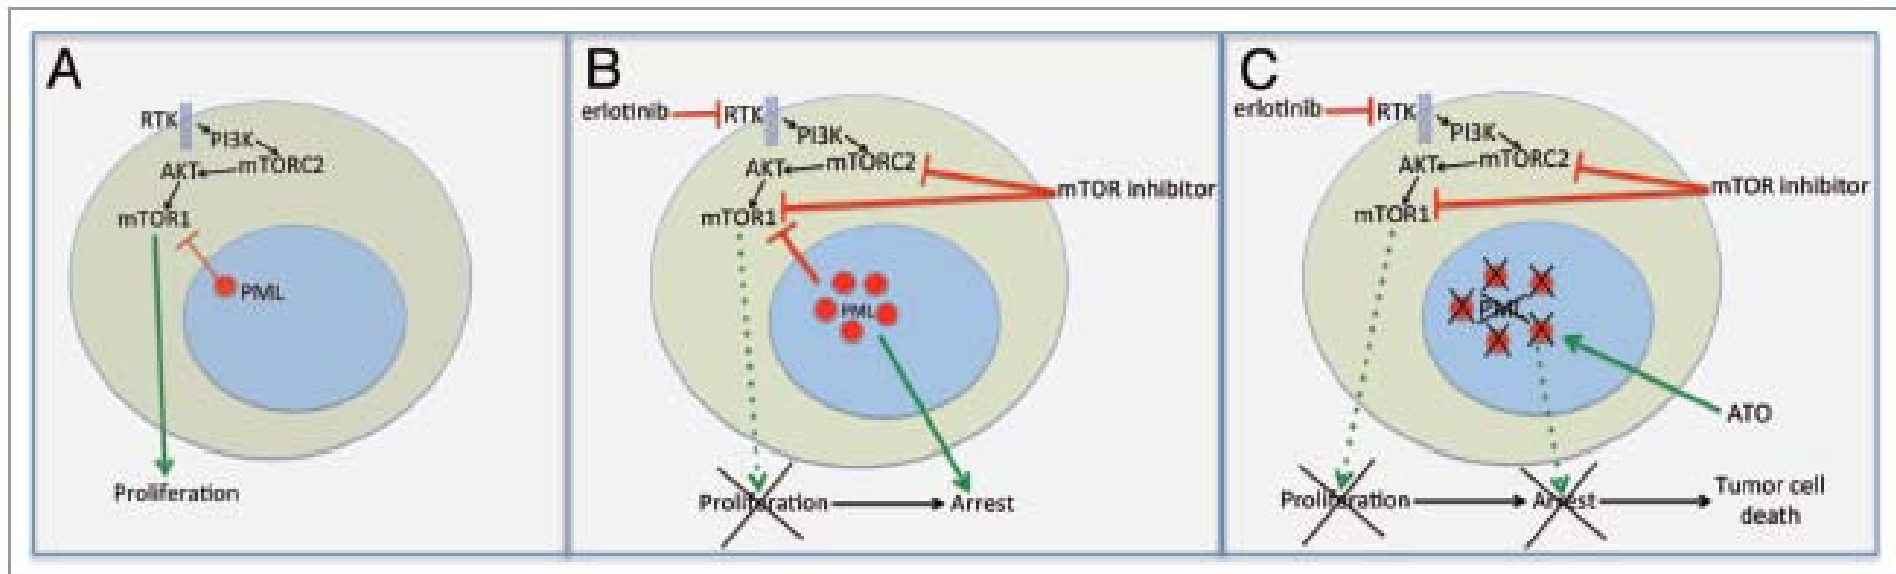 A
RTK
PI3K
AKT
mTORC2
mTOR1
PML
Proliferation
B
erlotinib
RTK
PI3K
AKT
mTORC2
mTOR inhibitor
mTOR1
PML
Proliferation
Arrest
C
erlotinib
RTK
PI3K
AKT
mTORC2
mTOR inhibitor
mTOR1
PML
ATO
Proliferation
Arrest
Tumor cell
death